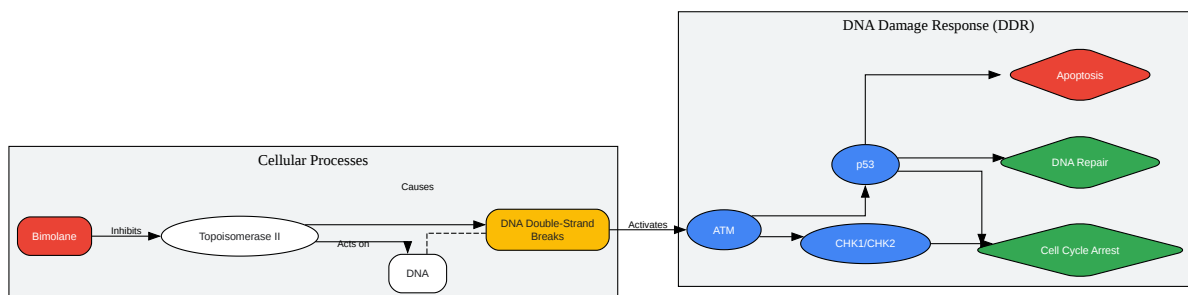 DNA Damage Response (DDR)
Apoptosis
p53
DNA Repair
Cellular Processes
Causes
Bimolane
Inhibits
Topoisomerase II
Acts on
DNA
DNA Double-Strand
Breaks
Activates
ATM
CHK1/CHK2
Cell Cycle Arrest